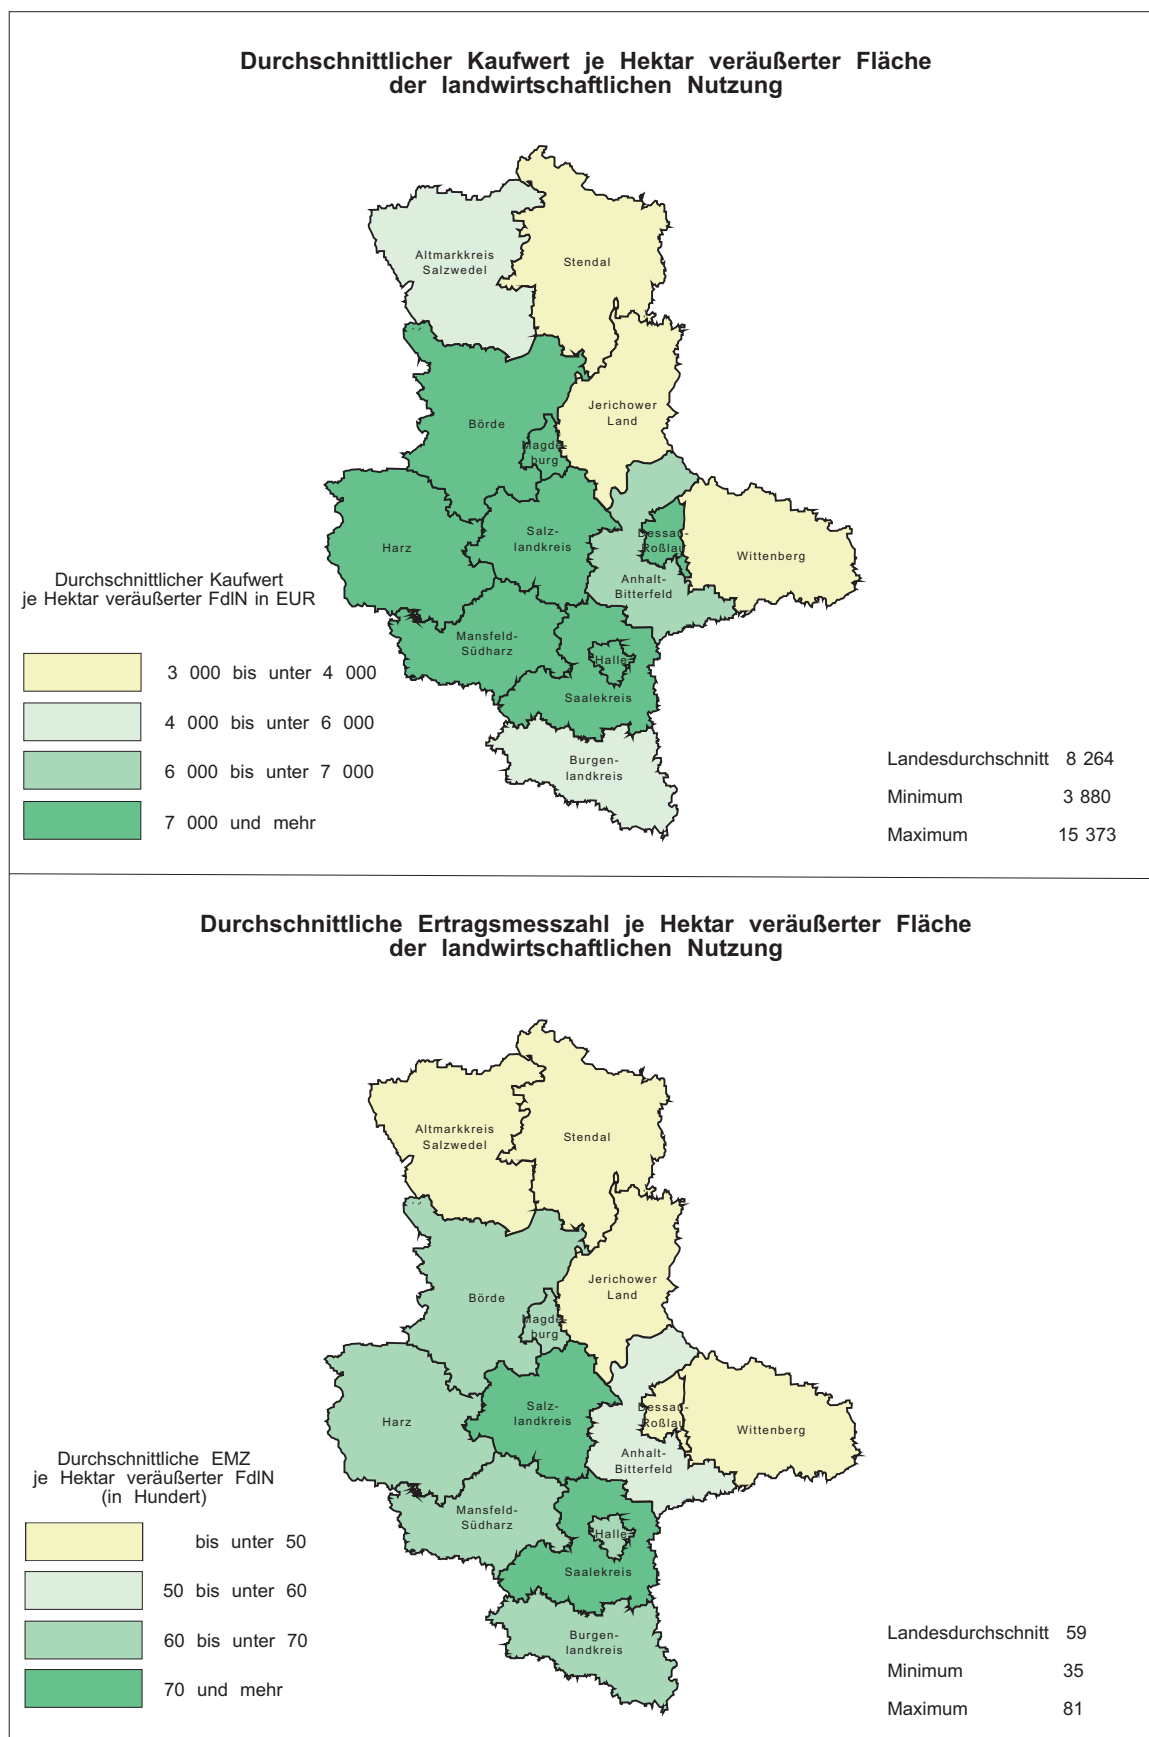 Durchschnittlicher Kaufwert je Hektar veräußerter Fläche
der landwirtschaftlichen Nutzung
Altmarkkreis
Salzwedel
Stendal
Jerichower
Land
Börde
Magde-
burg
Salz-
landkreis
Harz
Dessau-
Roßlau
Wittenberg
Anhalt-
Bitterfeld
Mansfeld-
Südharz
Halle
Saalekreis
Burgen-
landkreis
Durchschnittlicher Kaufwert
je Hektar veräußerter FdlN in EUR
3 000 bis unter 4 000
4 000 bis unter 6 000
6 000 bis unter 7 000
7 000 und mehr
Landesdurchschnitt 8 264
Minimum 3 880
Maximum 15 373
Durchschnittliche Ertragsmesszahl je Hektar veräußerter Fläche
der landwirtschaftlichen Nutzung
Altmarkkreis
Salzwedel
Stendal
Jerichower
Land
Börde
Magde-
burg
Salz-
landkreis
Harz
Dessau-
Roßlau
Wittenberg
Anhalt-
Bitterfeld
Mansfeld-
Südharz
Halle
Saalekreis
Burgen-
landkreis
Durchschnittliche EMZ
je Hektar veräußerter FdlN
(in Hundert)
bis unter 50
50 bis unter 60
60 bis unter 70
70 und mehr
Landesdurchschnitt 59
Minimum 35
Maximum 81